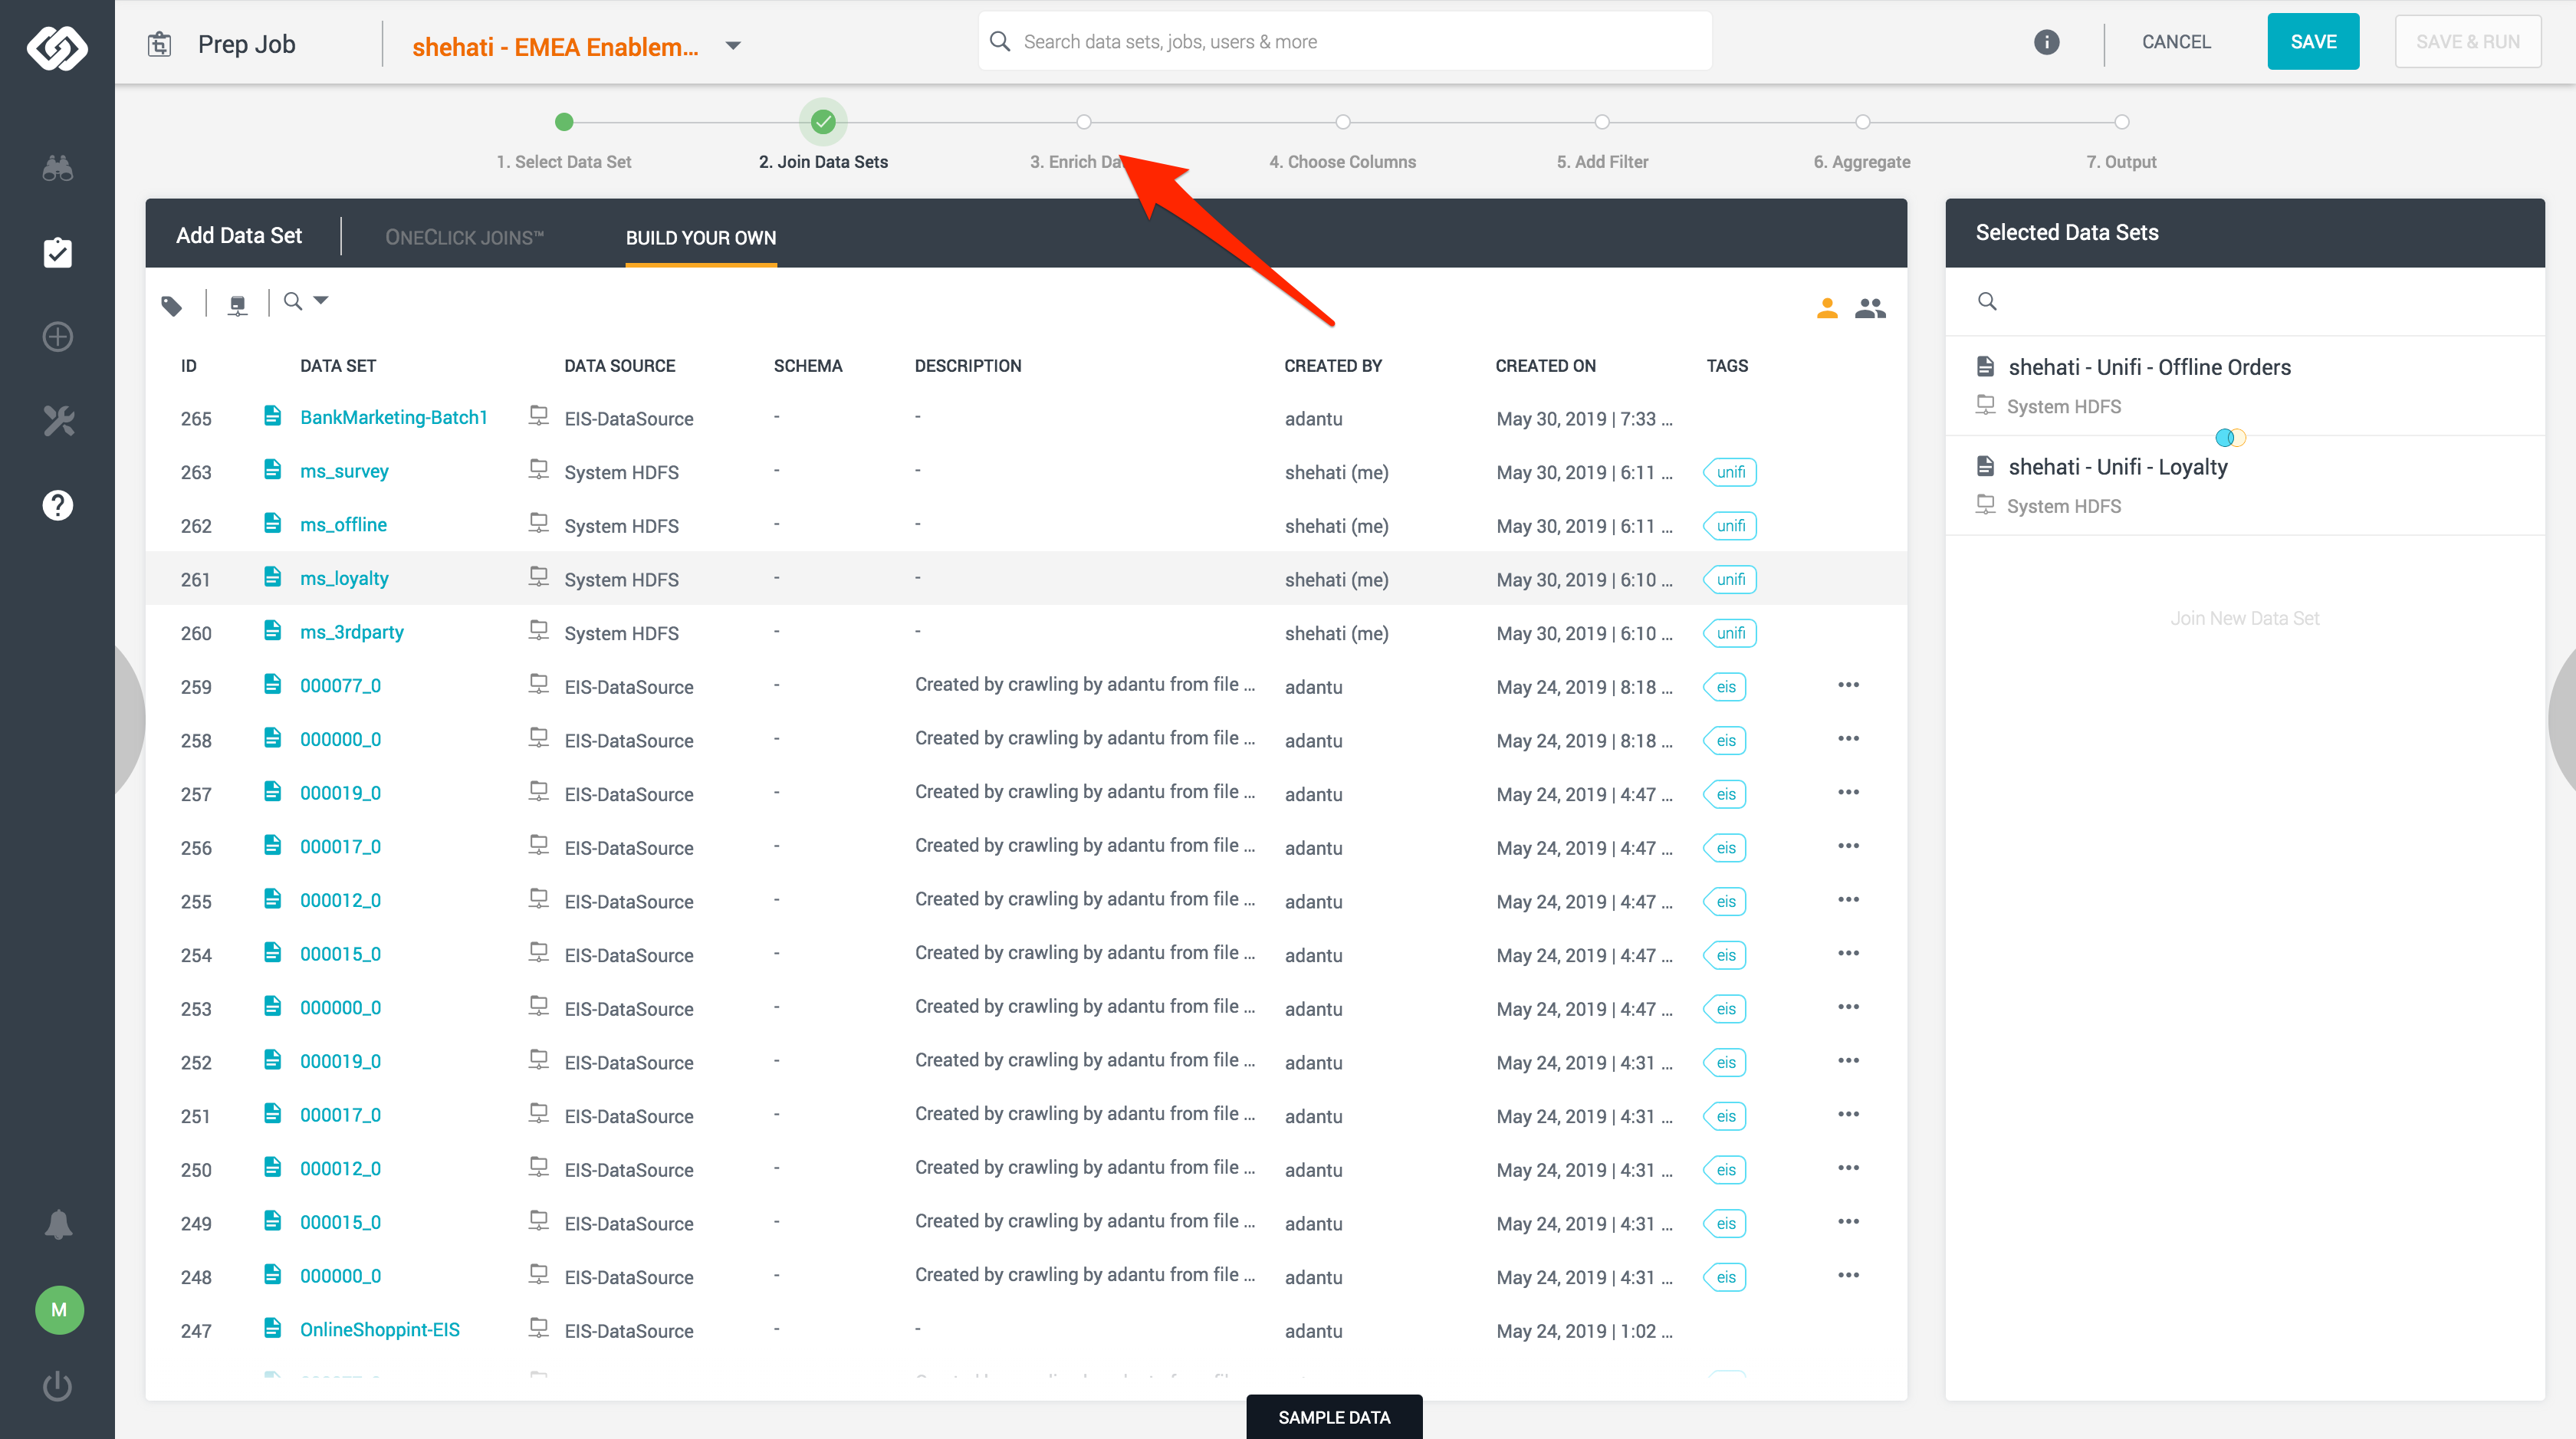 Prep Job
shehati - EMEA Enablem...
Search data sets, jobs, users & more
CANCEL
SAVE
SAVE & RUN
1. Select Data Set
2. Join Data Sets
3. Enrich
4. Choose Columns
5. Add Filter
6. Aggregate
7. Output
Add Data Set
ONECLICK JOINS™
BUILD YOUR OWN
Selected Data Sets
ID DATA SET DATA SOURCE SCHEMA DESCRIPTION CREATED BY CREATED ON TAGS
265 BankMarketing-Batch1 EIS-DataSource - - adantu May 30, 2019 | 7:33 ...
263 ms_survey System HDFS - - shehati (me) May 30, 2019 | 6:11 ... unifi
262 ms_offline System HDFS - - shehati (me) May 30, 2019 | 6:11 ... unifi
261 ms_loyalty System HDFS - - shehati (me) May 30, 2019 | 6:10 ... unifi
260 ms_3rdparty System HDFS - - shehati (me) May 30, 2019 | 6:10 ... unifi
259 000077_0 EIS-DataSource - Created by crawling by adantu from file ... adantu May 24, 2019 | 8:18 ... eis
258 000000_0 EIS-DataSource - Created by crawling by adantu from file ... adantu May 24, 2019 | 8:18 ... eis
257 000019_0 EIS-DataSource - Created by crawling by adantu from file ... adantu May 24, 2019 | 4:47 ... eis
256 000017_0 EIS-DataSource - Created by crawling by adantu from file ... adantu May 24, 2019 | 4:47 ... eis
255 000012_0 EIS-DataSource - Created by crawling by adantu from file ... adantu May 24, 2019 | 4:47 ... eis
254 000015_0 EIS-DataSource - Created by crawling by adantu from file ... adantu May 24, 2019 | 4:47 ... eis
253 000000_0 EIS-DataSource - Created by crawling by adantu from file ... adantu May 24, 2019 | 4:47 ... eis
252 000019_0 EIS-DataSource - Created by crawling by adantu from file ... adantu May 24, 2019 | 4:31 ... eis
251 000017_0 EIS-DataSource - Created by crawling by adantu from file ... adantu May 24, 2019 | 4:31 ... eis
250 000012_0 EIS-DataSource - Created by crawling by adantu from file ... adantu May 24, 2019 | 4:31 ... eis
249 000015_0 EIS-DataSource - Created by crawling by adantu from file ... adantu May 24, 2019 | 4:31 ... eis
248 000000_0 EIS-DataSource - Created by crawling by adantu from file ... adantu May 24, 2019 | 4:31 ... eis
247 OnlineShoppint-EIS EIS-DataSource - - adantu May 24, 2019 | 1:02 ...
shehati - Unifi - Offline Orders
System HDFS
shehati - Unifi - Loyalty
System HDFS
Join New Data Set
M
SAMPLE DATA